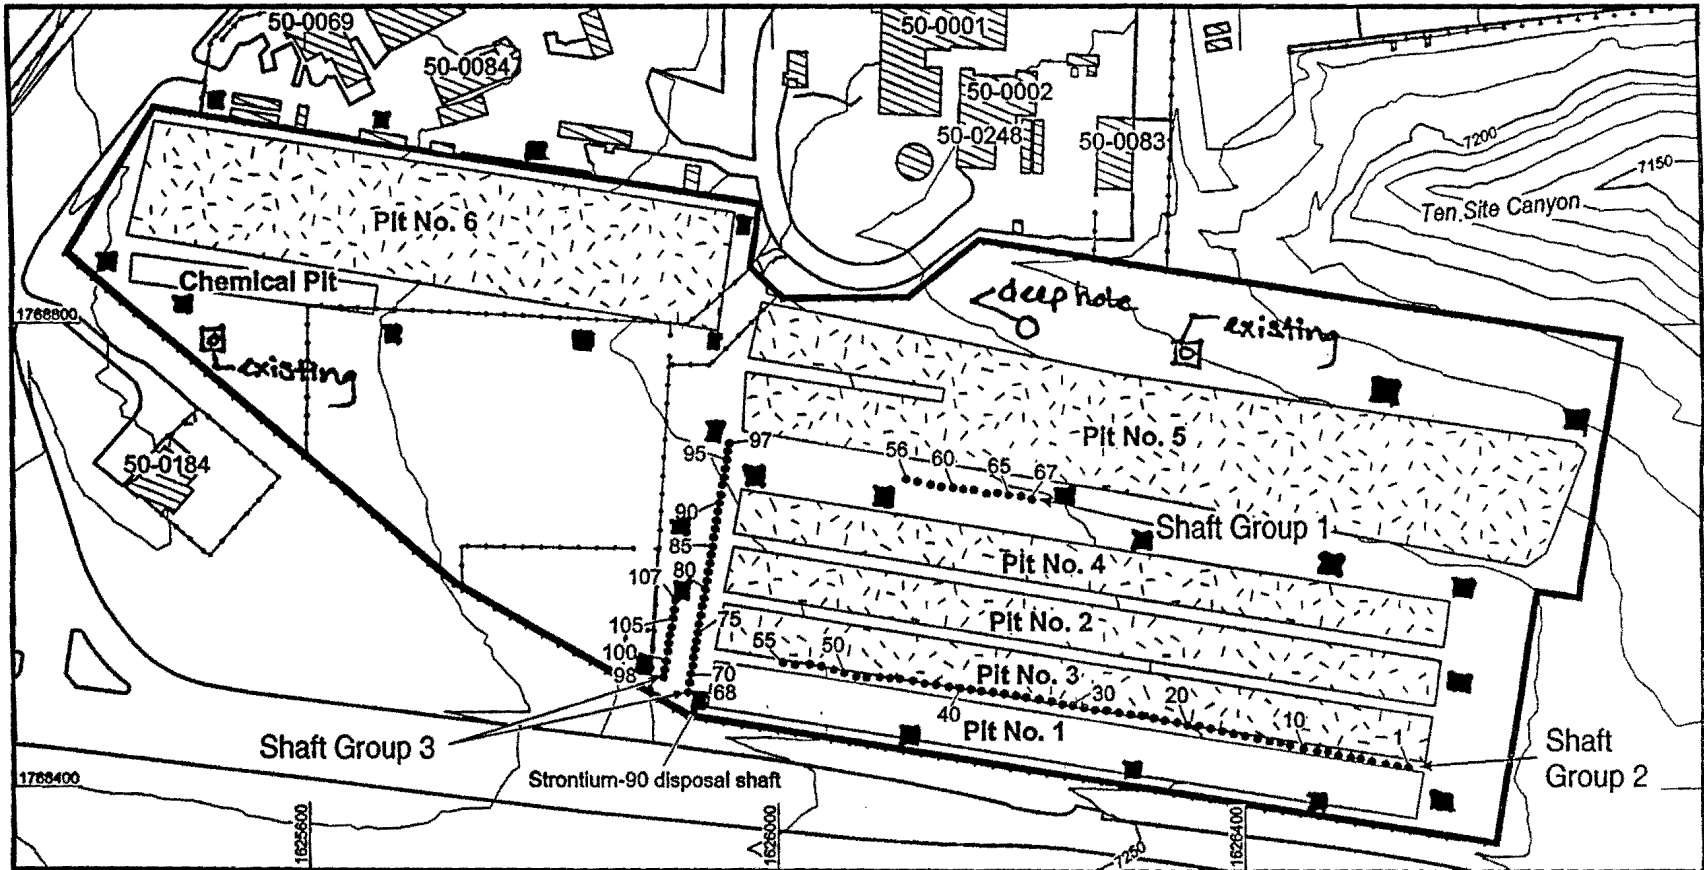 50-0069
50-0001
50-0084
50-0002
50-0248
50-0083
7200
7150
Ten Site Canyon
Pit No. 6
Chemical Pit
deep hole
existing
1768800
existing
Pit No. 5
97
95
56
60
65
67
50-0184
90
Shaft Group 1
85
80
107
Pit No. 4
105
75
Pit No. 2
100
55
50
98
70
Pit No. 3
68
30
20
40
10
1
Pit No. 1
Shaft Group 3
Shaft
Group 2
Strontium-90 disposal shaft
1768400
1625600
1626000
1626400
7250